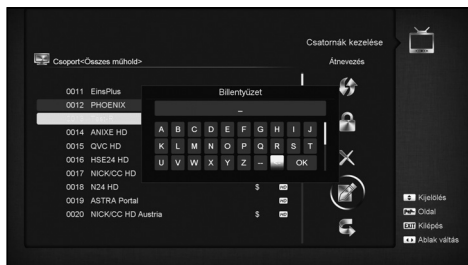 Csatornák kezelése
Csoport<Összes műhold>
Átnevezés
0011 EinsPlus
0012 PHOENIX
0014 ANIXE HD
0015 QVC HD
0016 HSE24 HD
0017 NICK/CC HD
0018 N24 HD $ HD
0019 ASTRA Portal HD
0020 NICK/CC HD Austria $ HD
Billentyűzet
_
A B C D E F G H I J
K L M N O P Q R S T
U V W X Y Z – OK
Kijelölés
Oldal
EXIT Kilépés
Ablak váltás